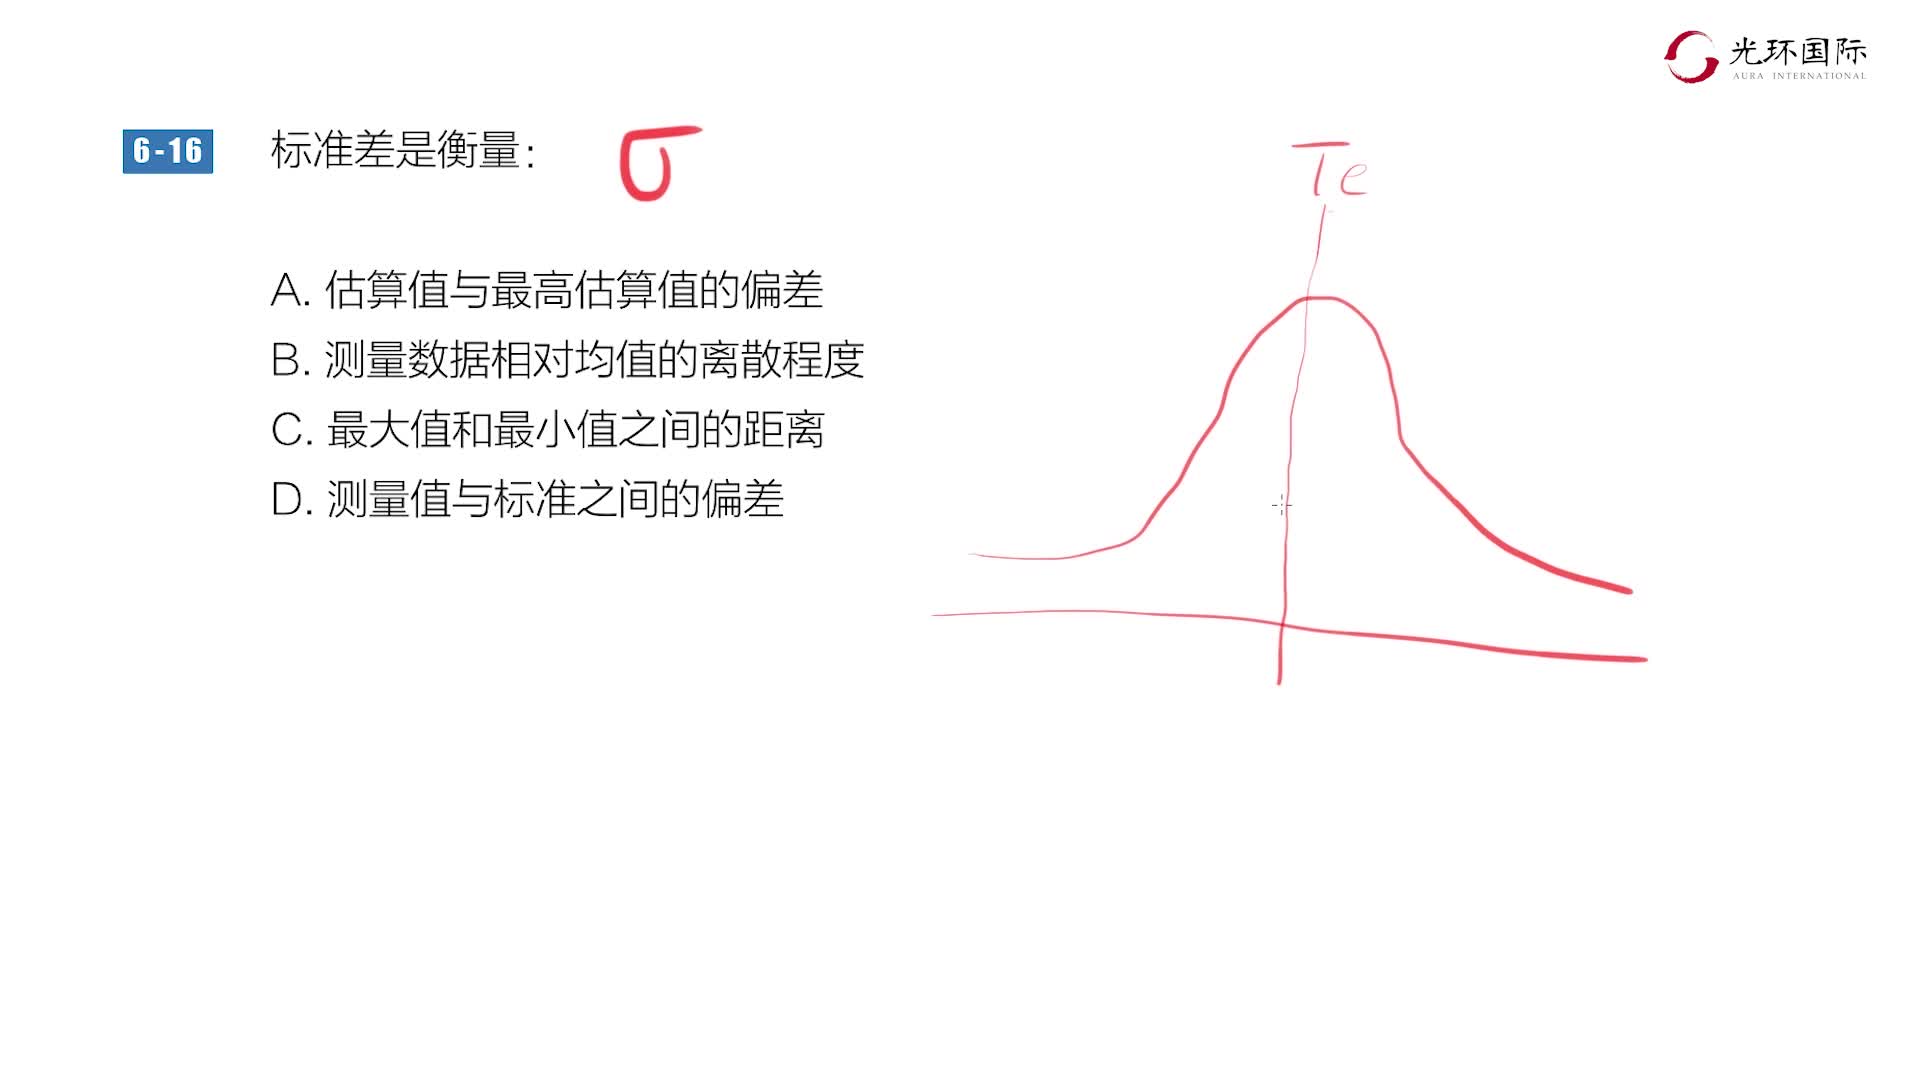 光环国际
AURA INTERNATIONAL
6-16 标准差是衡量: σ
Te
A. 估算值与最高估算值的偏差
B. 测量数据相对均值的离散程度
C. 最大值和最小值之间的距离
D. 测量值与标准之间的偏差